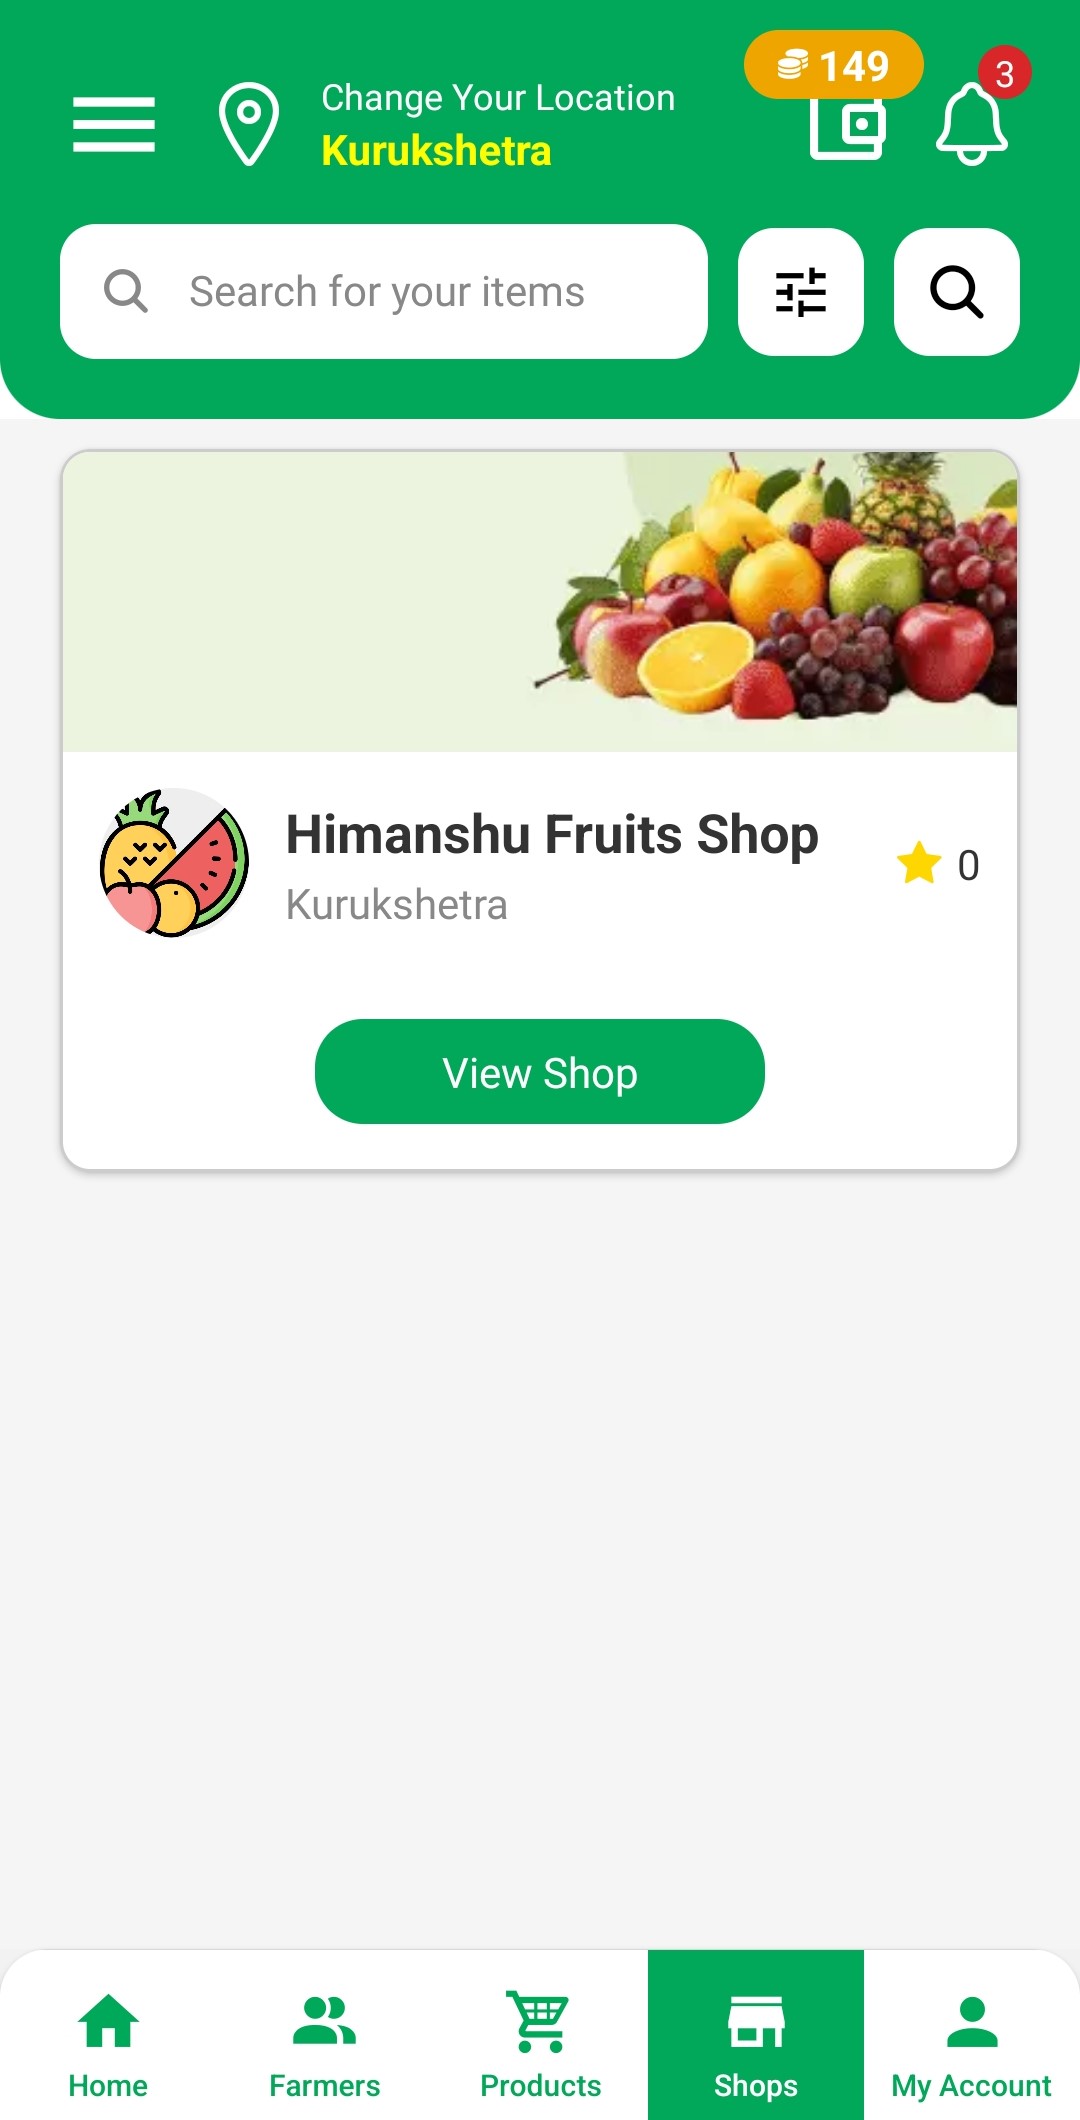 149
3
Change Your Location
Kurukshetra
Search for your items
Himanshu Fruits Shop
Kurukshetra
0
View Shop
Home
Farmers
Products
Shops
My Account